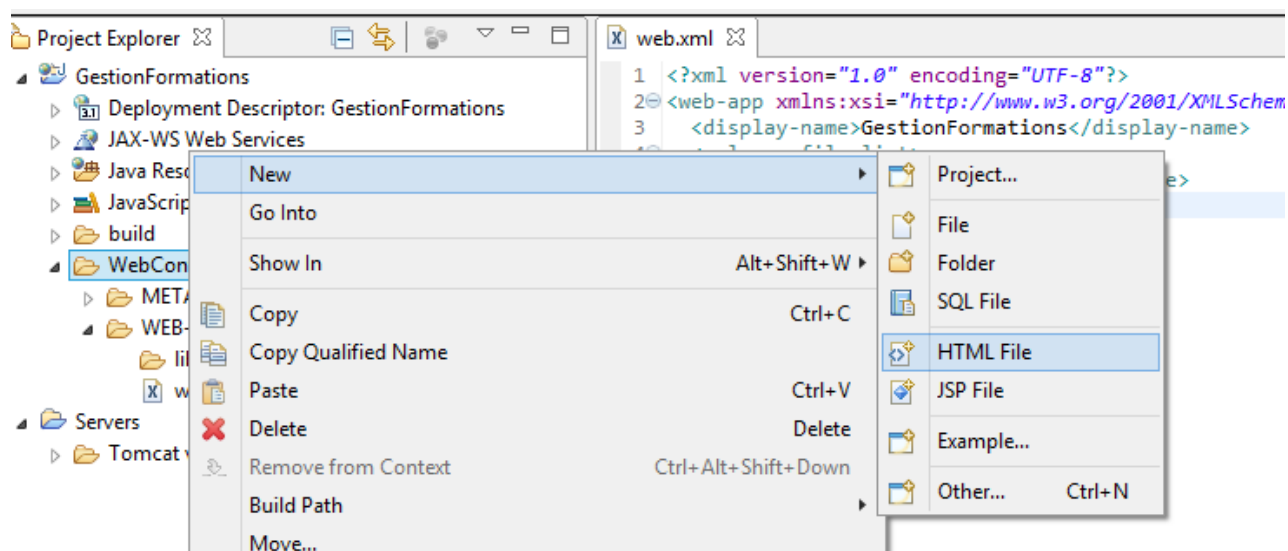 Project Explorer
GestionFormations
Deployment Descriptor: GestionFormations
JAX-WS Web Services
Java Reso
JavaScrip
build
WebCon
META
WEB-
lil
w
Servers
Tomcat v
New
Go Into
Show In Alt+Shift+W
Copy Ctrl+C
Copy Qualified Name
Paste Ctrl+V
Delete Delete
Remove from Context Ctrl+Alt+Shift+Down
Build Path
Move...
Project...
File
Folder
SQL File
HTML File
JSP File
Example...
Other... Ctrl+N
web.xml
1 <?xml version="1.0" encoding="UTF-8"?>
2 <web-app xmlns:xsi="http://www.w3.org/2001/XMLSchem
3 <display-name>GestionFormations</display-name>
e>